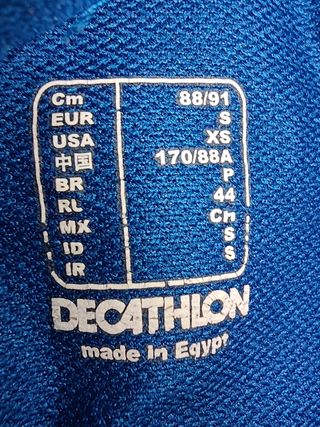 Cm 88/91
EUR S
USA XS
中国 170/88A
BR P
RU 44
MX CH
ID S
IR S
DECATHLON
made in Egypt